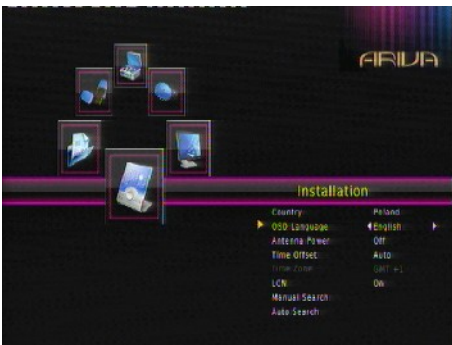 ARIVA
Installation
Country Poland
OSD Language English
Antenna Power Off
Time Offset Auto
Time Zone GMT +1
LCN On
Manual Search
Auto Search